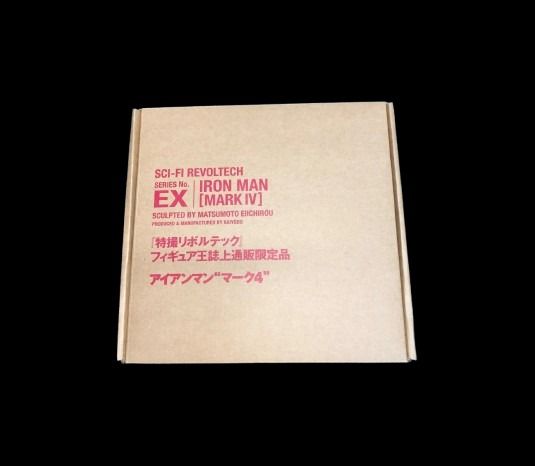 SCI-FI REVOLTECH
SERIES No.
EX
IRON MAN
[MARK IV]
SCULPTED BY MATSUMOTO EIICHIROU
PRODUCED & MANUFACTURES BY KAIYODO
『特撮リボルテック』
フィギュア王誌上通販限定品
アイアンマン“マーク4”